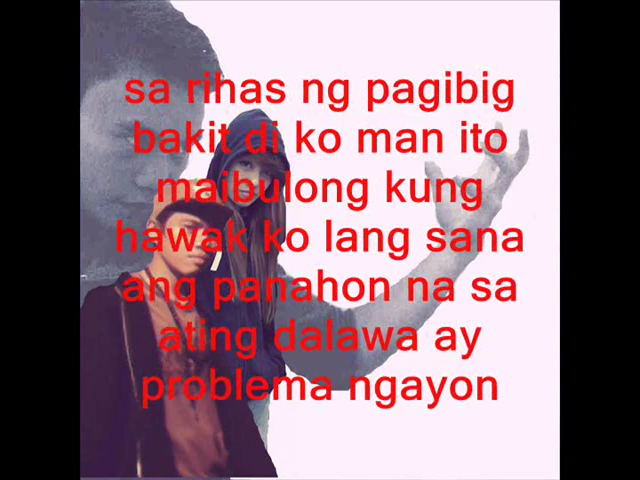 sa rihas ng pagibig
bakit di ko man ito
maibulong kung
hawak ko lang sana
ang panahon na sa
ating dalawa ay
problema ngayon